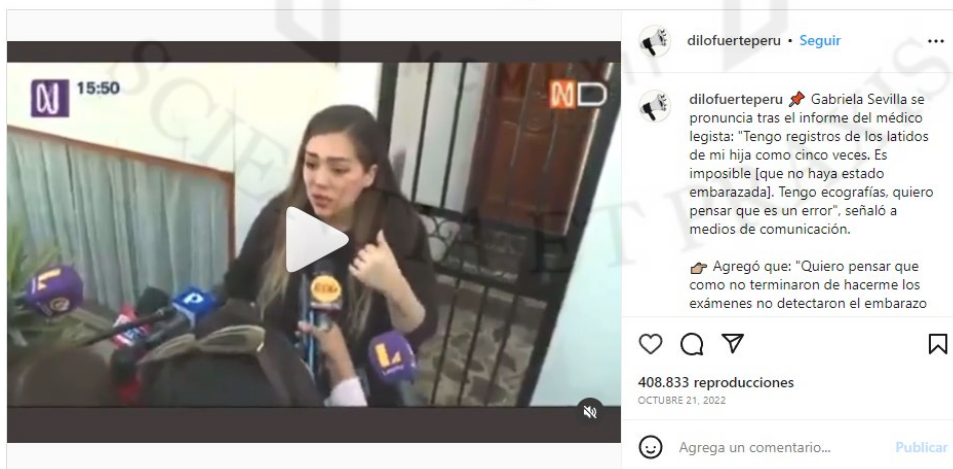 15:50
dilofuerteperu • Seguir
dilofuerteperu 📌 Gabriela Sevilla se
pronuncia tras el informe del médico
legista: "Tengo registros de los latidos
de mi hija como cinco veces. Es
imposible [que no haya estado
embarazada]. Tengo ecografías, quiero
pensar que es un error", señaló a
medios de comunicación.
👉🏼 Agregó que: "Quiero pensar que
como no terminaron de hacerme los
exámenes no detectaron el embarazo
408.833 reproducciones
OCTUBRE 21, 2022
Agrega un comentario...
Publicar